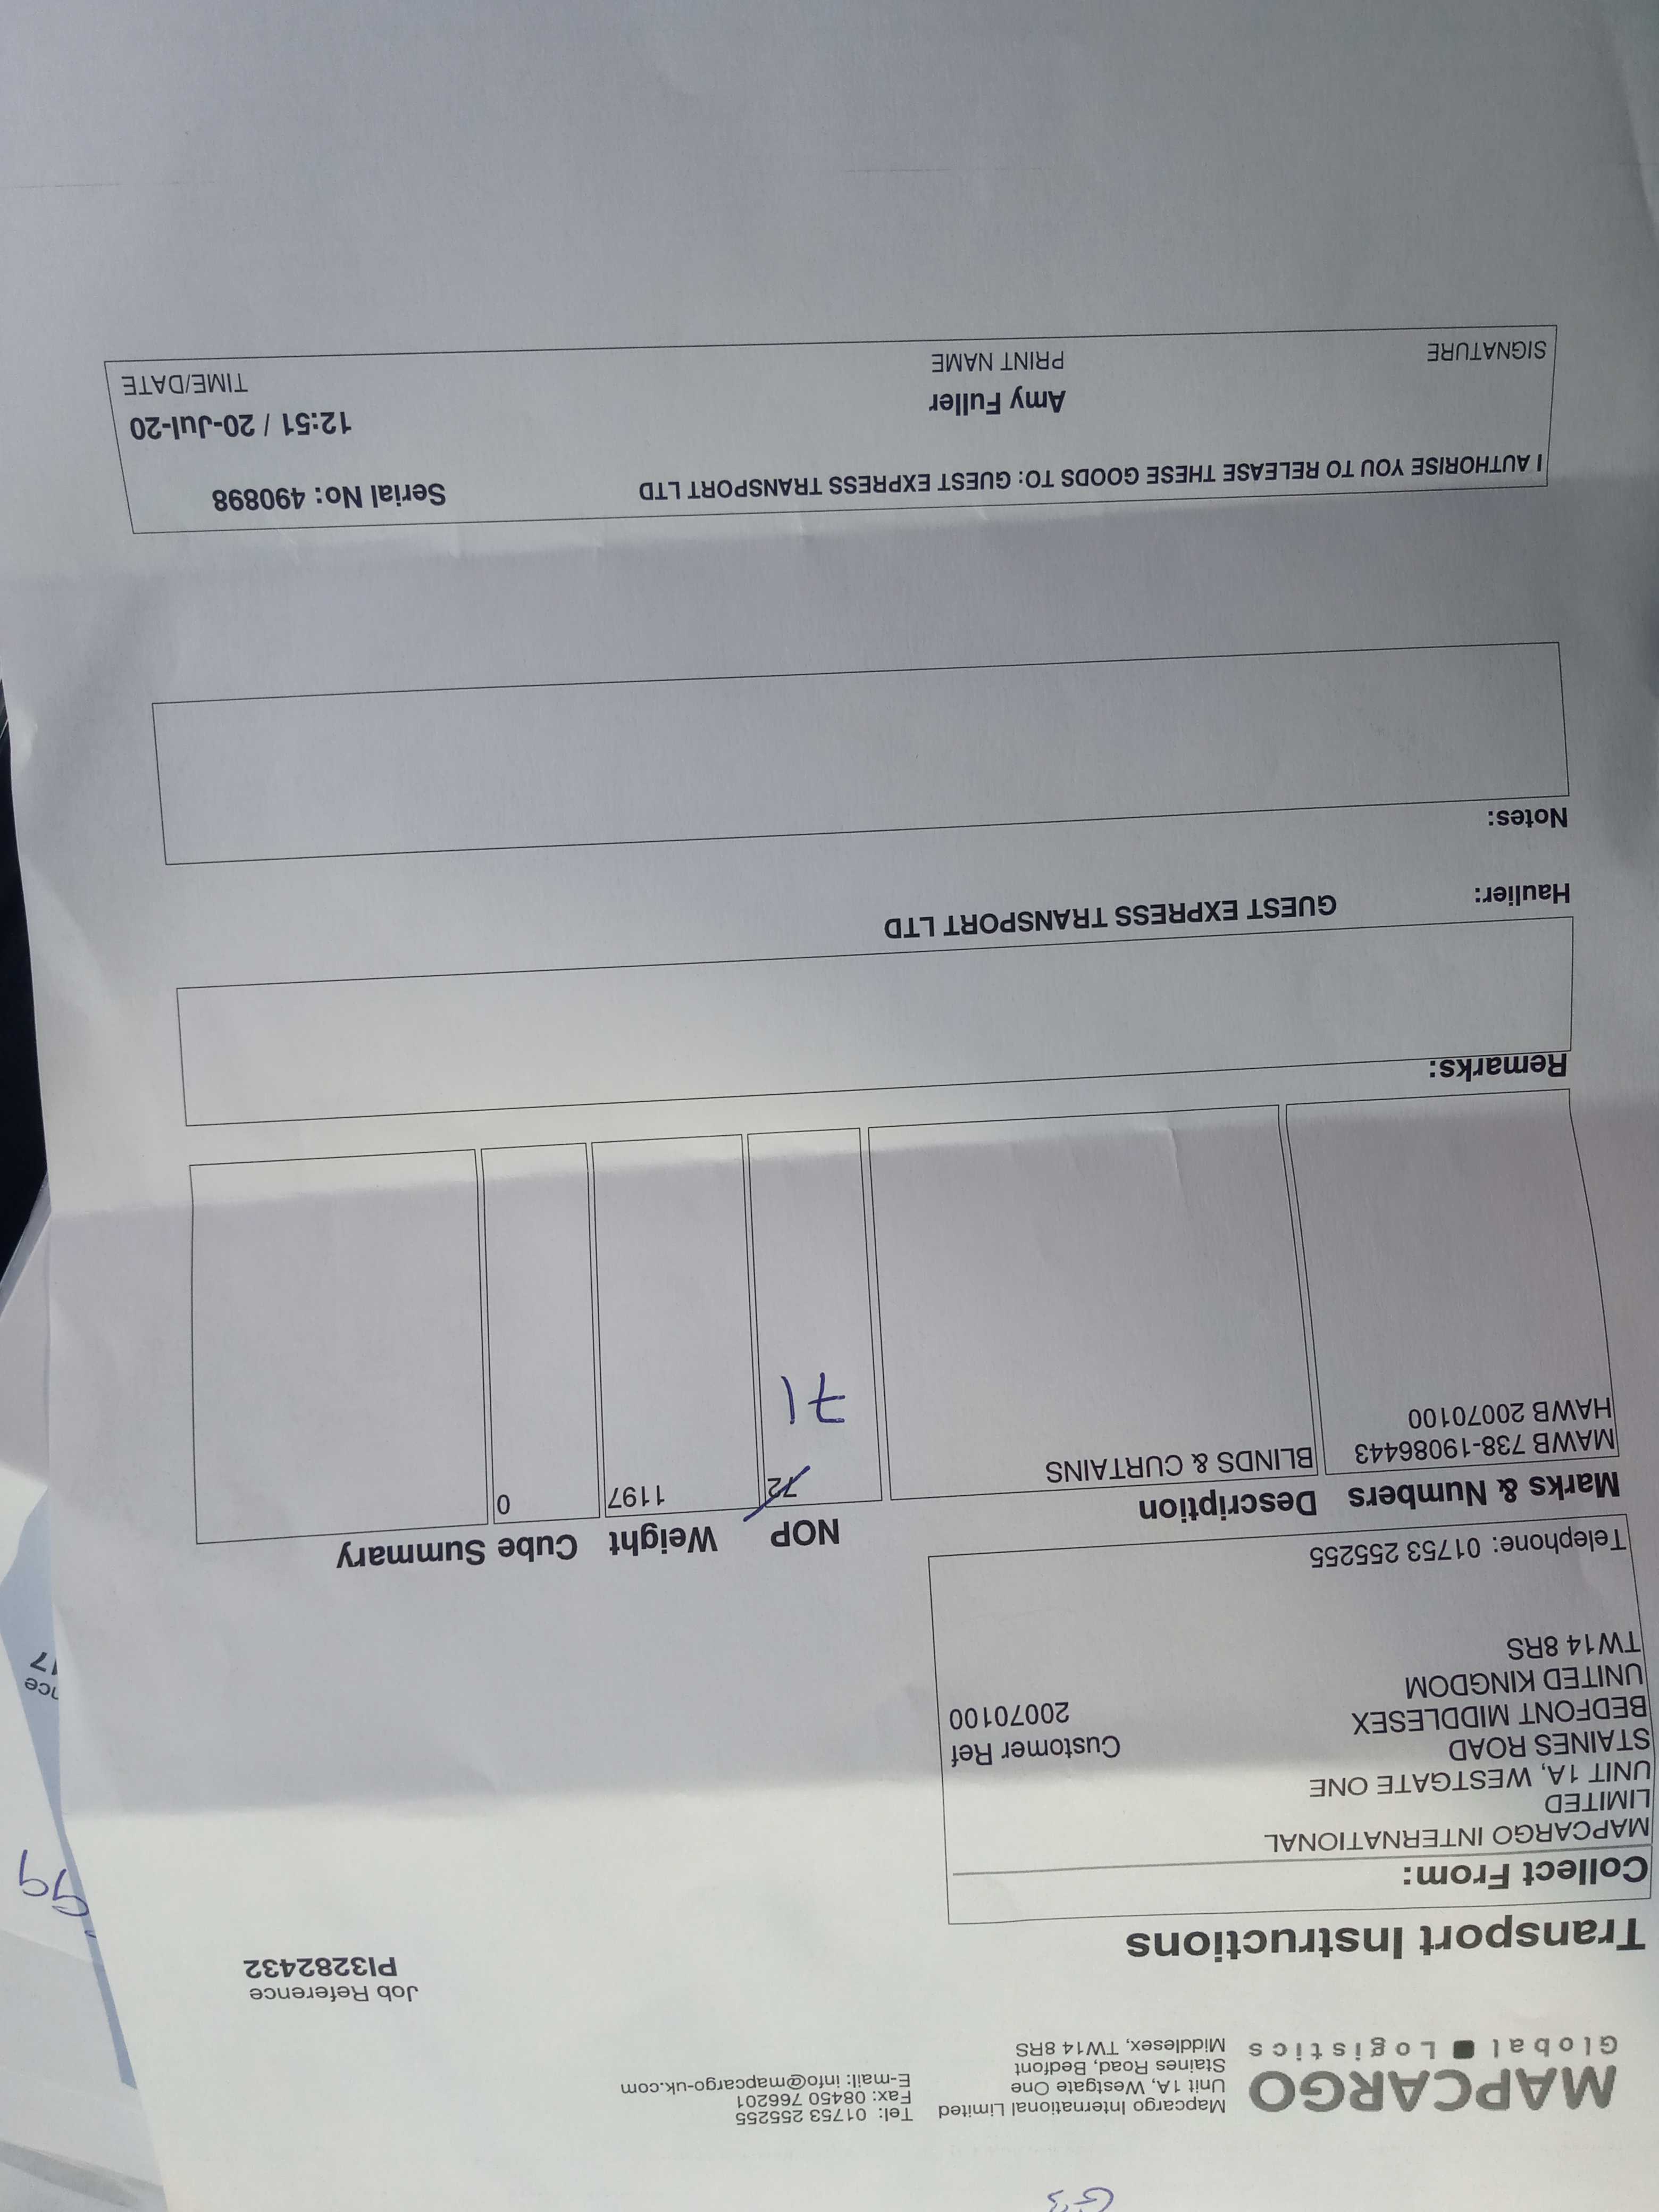 G3
MAPCARGO
Global Logistics
Mapcargo International Limited
Unit 1A, Westgate One
Staines Road, Bedfont
Middlesex, TW14 8RS
Tel: 01753 255255
Fax: 08450 766201
E-mail: info@mapcargo-uk.com
Job Reference
PI3282432
Transport Instructions
Collect From:
MAPCARGO INTERNATIONAL
LIMITED
UNIT 1A, WESTGATE ONE
STAINES ROAD
BEDFONT MIDDLESEX
UNITED KINGDOM
TW14 8RS
Customer Ref
20070100
Telephone: 01753 255255
Marks & Numbers Description NOP Weight Cube Summary
MAWB 738-19086443 BLINDS & CURTAINS 72 1197 0
HAWB 20070100
71
Remarks:
Haulier: GUEST EXPRESS TRANSPORT LTD
Notes:
I AUTHORISE YOU TO RELEASE THESE GOODS TO: GUEST EXPRESS TRANSPORT LTD Serial No: 490898
Amy Fuller 12:51 / 20-Jul-20
SIGNATURE PRINT NAME TIME/DATE